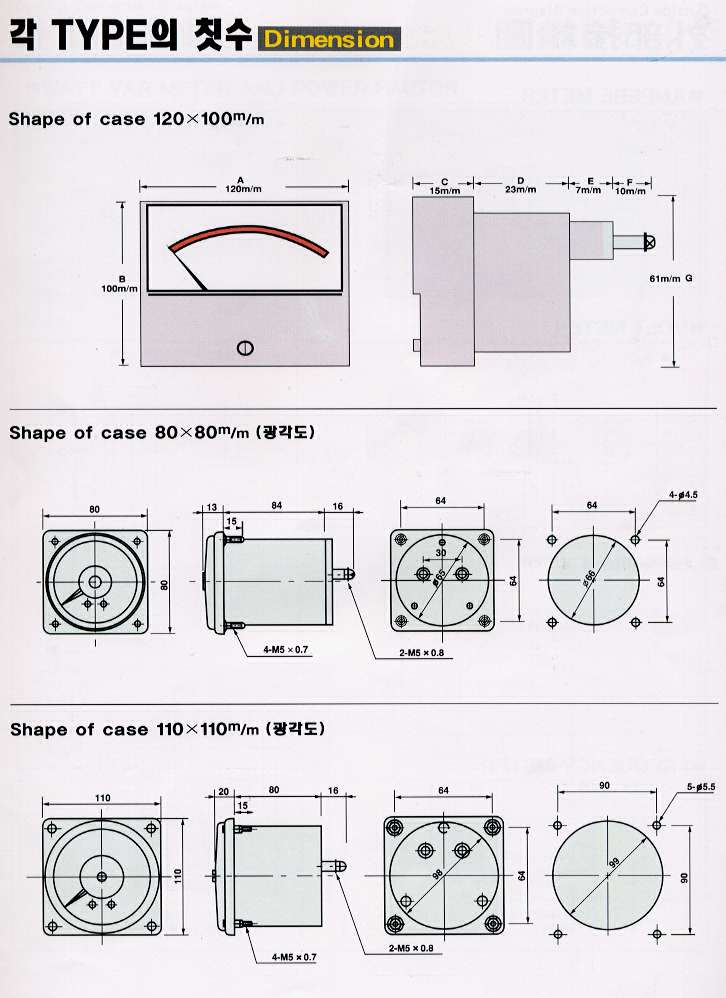 각 TYPE의 칫수 Dimension
Shape of case 120×100m/m
A
120m/m
B
100m/m
C
15m/m
D
23m/m
E
7m/m
F
10m/m
61m/m G
Shape of case 80×80m/m (광각도)
80
80
13
84
16
15
4-M5 × 0.7
2-M5 × 0.8
64
30
ø65
64
64
4-ø4.5
ø66
64
Shape of case 110×110m/m (광각도)
110
110
20
80
16
15
4-M5 × 0.7
2-M5 × 0.8
64
98
64
90
5-ø5.5
99
90